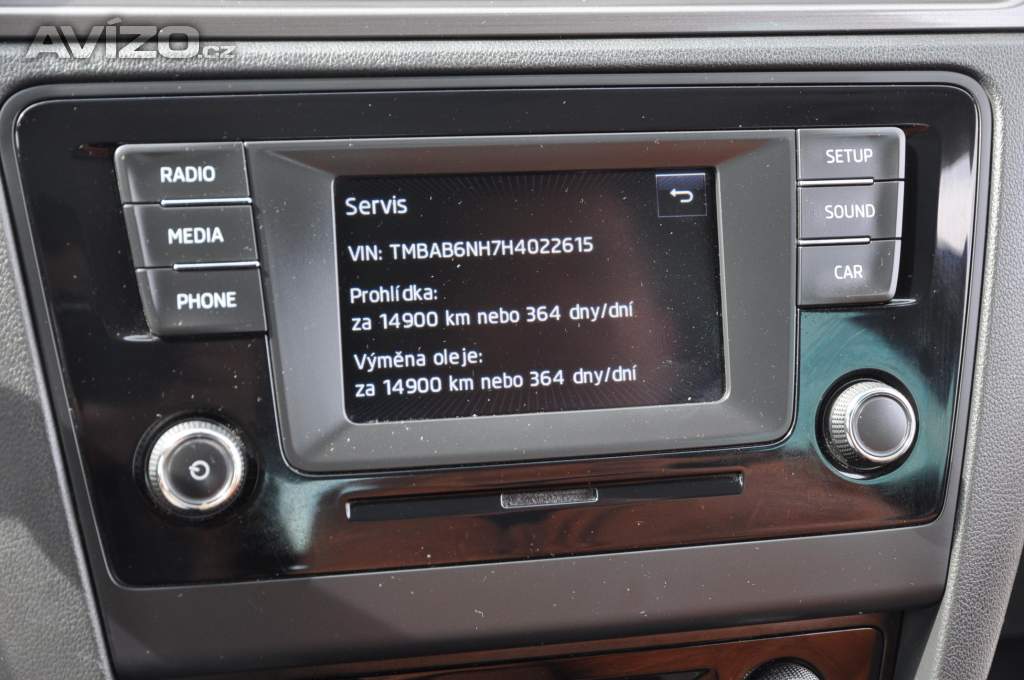 AVÍZO.cz
RADIO
MEDIA
PHONE
Servis
VIN: TMBAB6NH7H4022615
Prohlídka:
za 14900 km nebo 364 dny/dní
Výměna oleje:
za 14900 km nebo 364 dny/dní
SETUP
SOUND
CAR